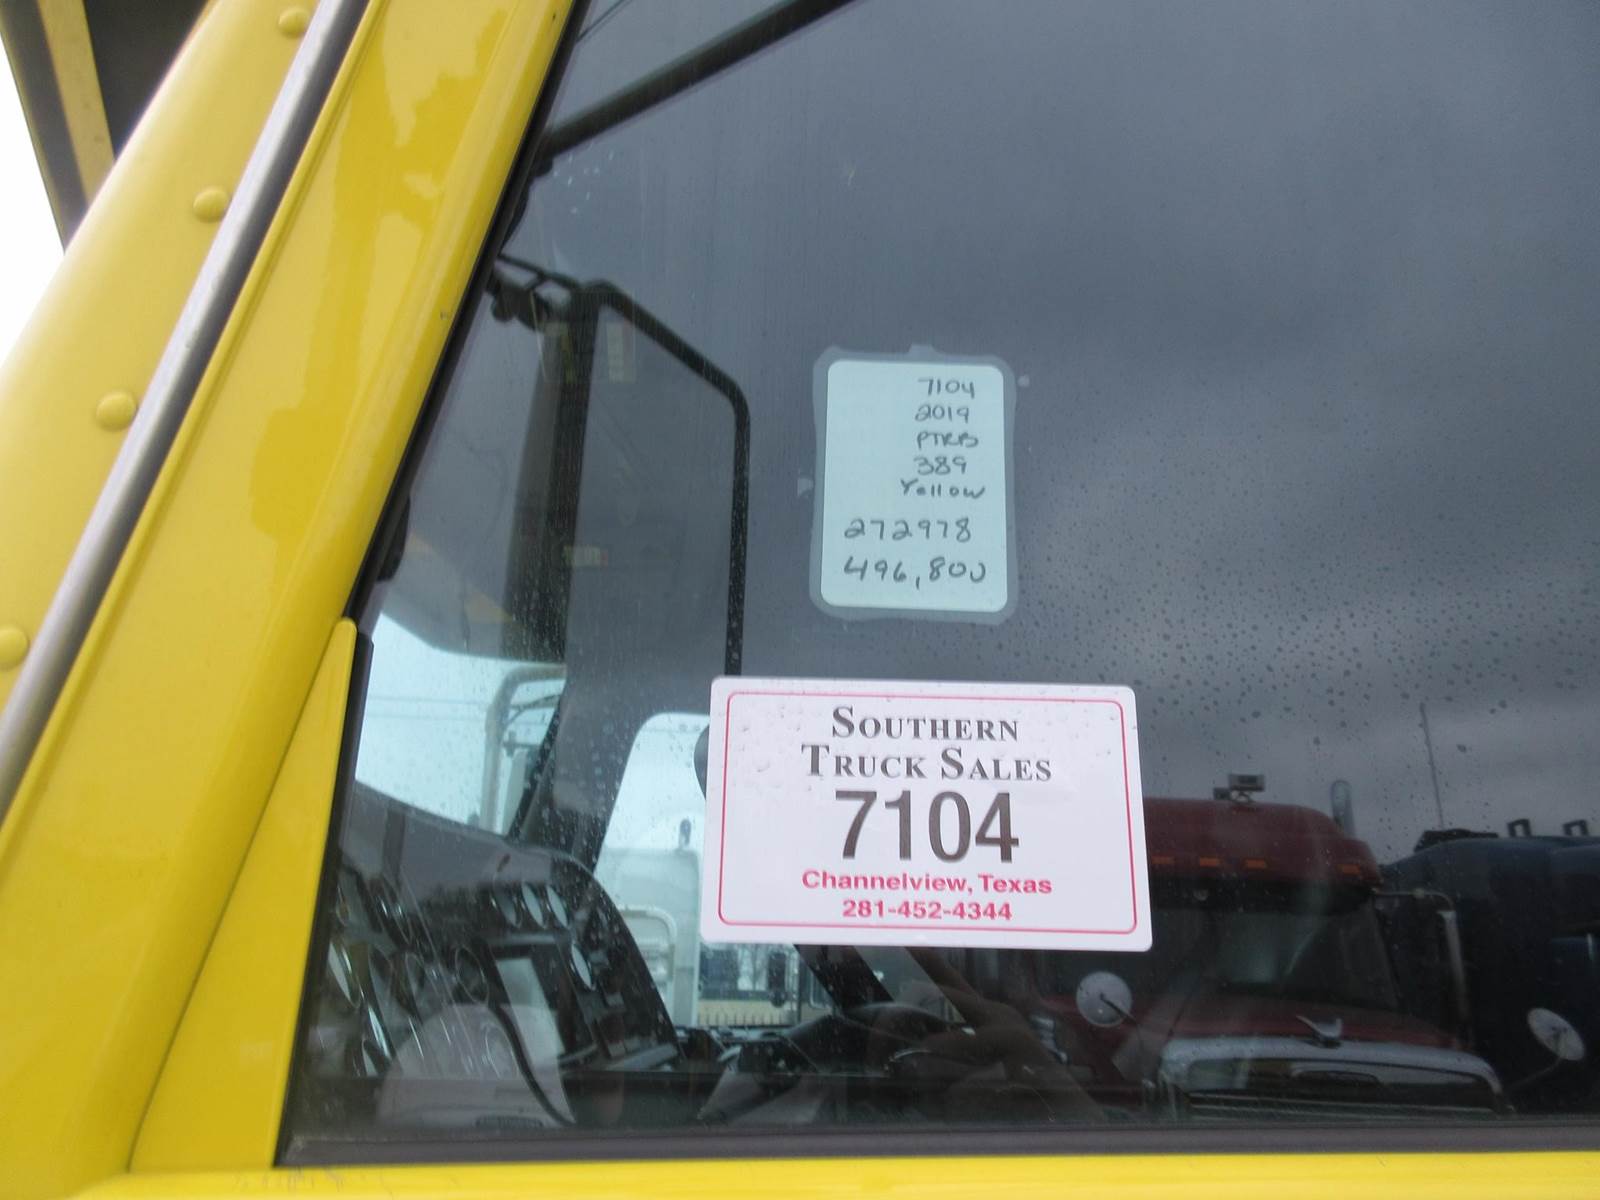 7104
2019
PTRB
389
Yellow
272978
496,800
SOUTHERN
TRUCK SALES
7104
Channelview, Texas
281-452-4344